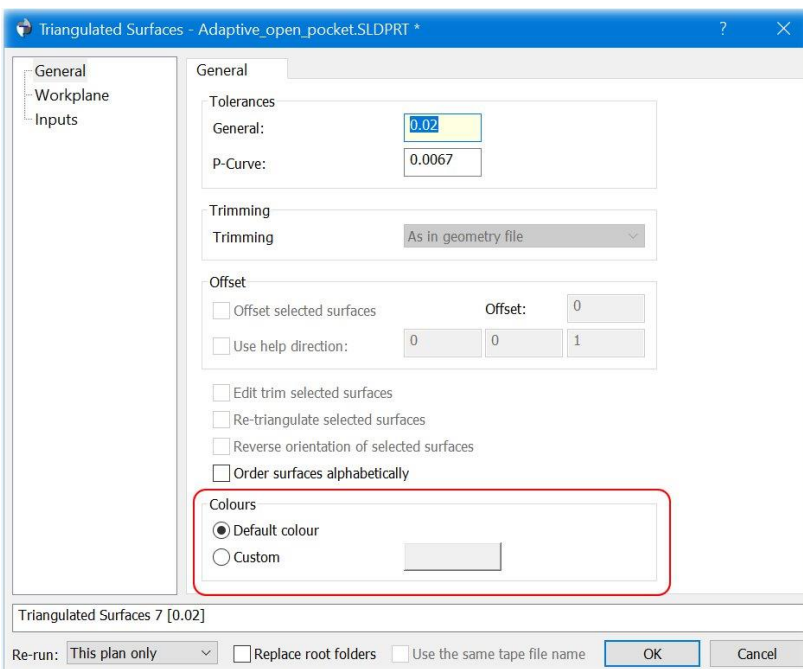 Triangulated Surfaces - Adaptive_open_pocket.SLDPRT * ?
General
Workplane
Inputs
General
Tolerances
General: 0.02
P-Curve: 0.0067
Trimming
Trimming As in geometry file
Offset
Offset selected surfaces Offset: 0
Use help direction: 0 0 1
Edit trim selected surfaces
Re-triangulate selected surfaces
Reverse orientation of selected surfaces
Order surfaces alphabetically
Colours
Default colour
Custom
Triangulated Surfaces 7 [0.02]
Re-run: This plan only Replace root folders Use the same tape file name OK Cancel